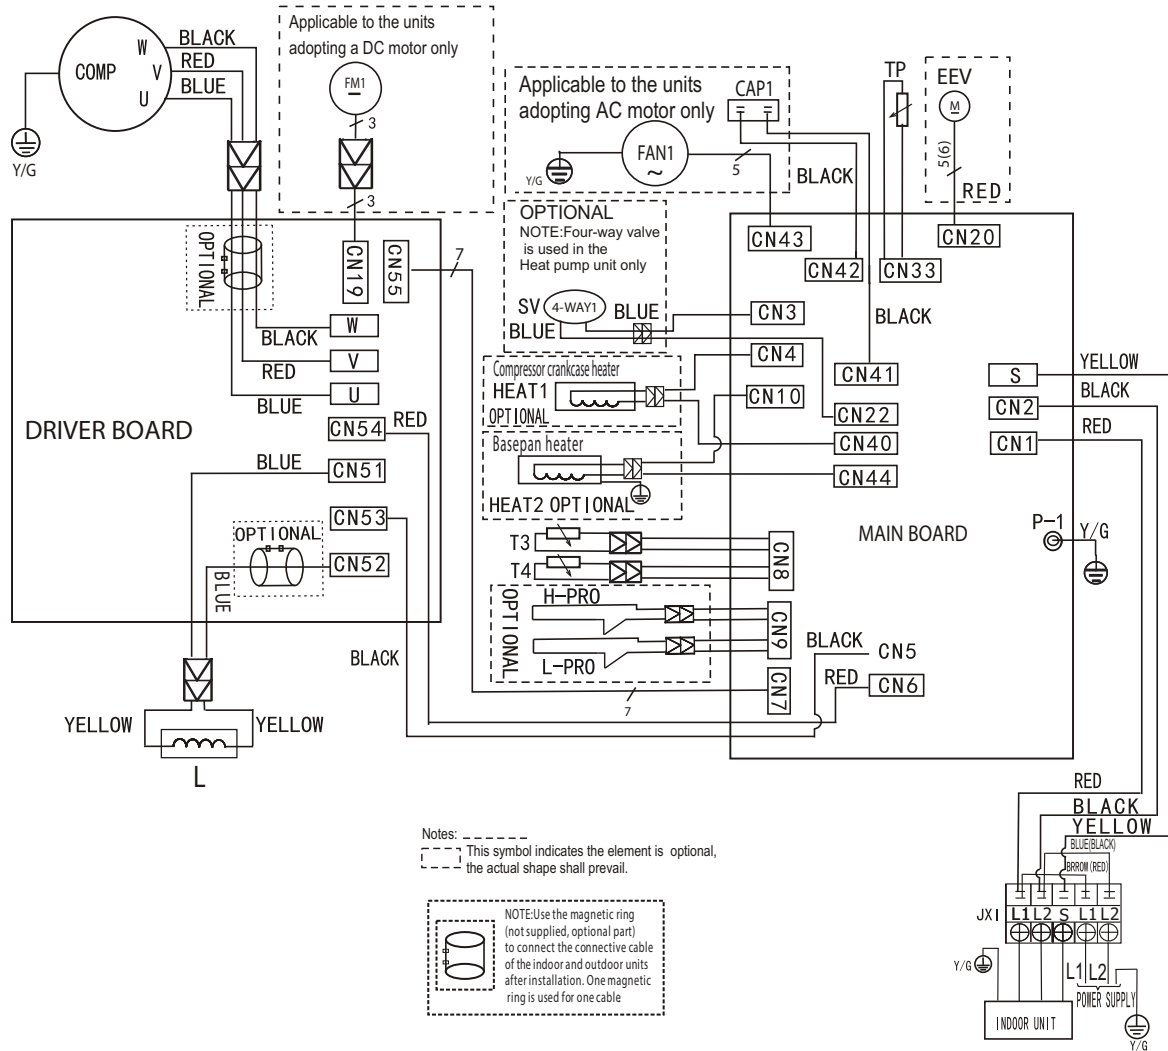 Applicable to the units
adopting a DC motor only
COMP
W
V
U
BLACK
RED
BLUE
Y/G
FM1
3
3
Applicable to the units
adopting AC motor only
CAP1
FAN1
~
Y/G
5
BLACK
TP
EEV
M
5(6)
RED
OPTIONAL
CN19
CN55
7
BLACK
RED
BLUE
W
V
U
DRIVER BOARD
CN54
RED
BLUE
CN51
CN53
OPTIONAL
CN52
BLUE
BLACK
YELLOW
YELLOW
L
OPTIONAL
NOTE:Four-way valve
is used in the
Heat pump unit only
SV
4-WAY1
BLUE
BLUE
Compressor crankcase heater
HEAT1
OPTIONAL
Basepan heater
HEAT2 OPTIONAL
T3
T4
H-PRO
OPTIONAL
L-PRO
7
CN43
CN42
CN33
CN20
CN3
BLACK
CN4
CN41
CN10
CN22
CN40
CN44
S
CN2
CN1
YELLOW
BLACK
RED
MAIN BOARD
P-1
Y/G
CN8
CN9
CN7
BLACK
CN5
RED
CN6
RED
BLACK
YELLOW
BLUE(BLACK)
BRROW(RED)
JX1
L1 L2 S L1 L2
Y/G
L1 L2
POWER SUPPLY
INDOOR UNIT
Y/G
Notes:
This symbol indicates the element is optional,
the actual shape shall prevail.
NOTE:Use the magnetic ring
(not supplied, optional part)
to connect the connective cable
of the indoor and outdoor units
after installation. One magnetic
ring is used for one cable